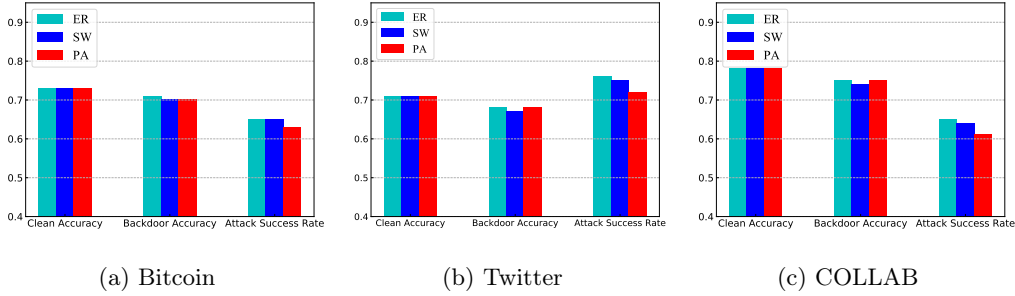 0.9
0.8
0.7
0.6
0.5
0.4
ER
SW
PA
Clean Accuracy Backdoor Accuracy Attack Success Rate
(a) Bitcoin
0.9
0.8
0.7
0.6
0.5
0.4
ER
SW
PA
Clean Accuracy Backdoor Accuracy Attack Success Rate
(b) Twitter
0.9
0.8
0.7
0.6
0.5
0.4
ER
SW
PA
Clean Accuracy Backdoor Accuracy Attack Success Rate
(c) COLLAB